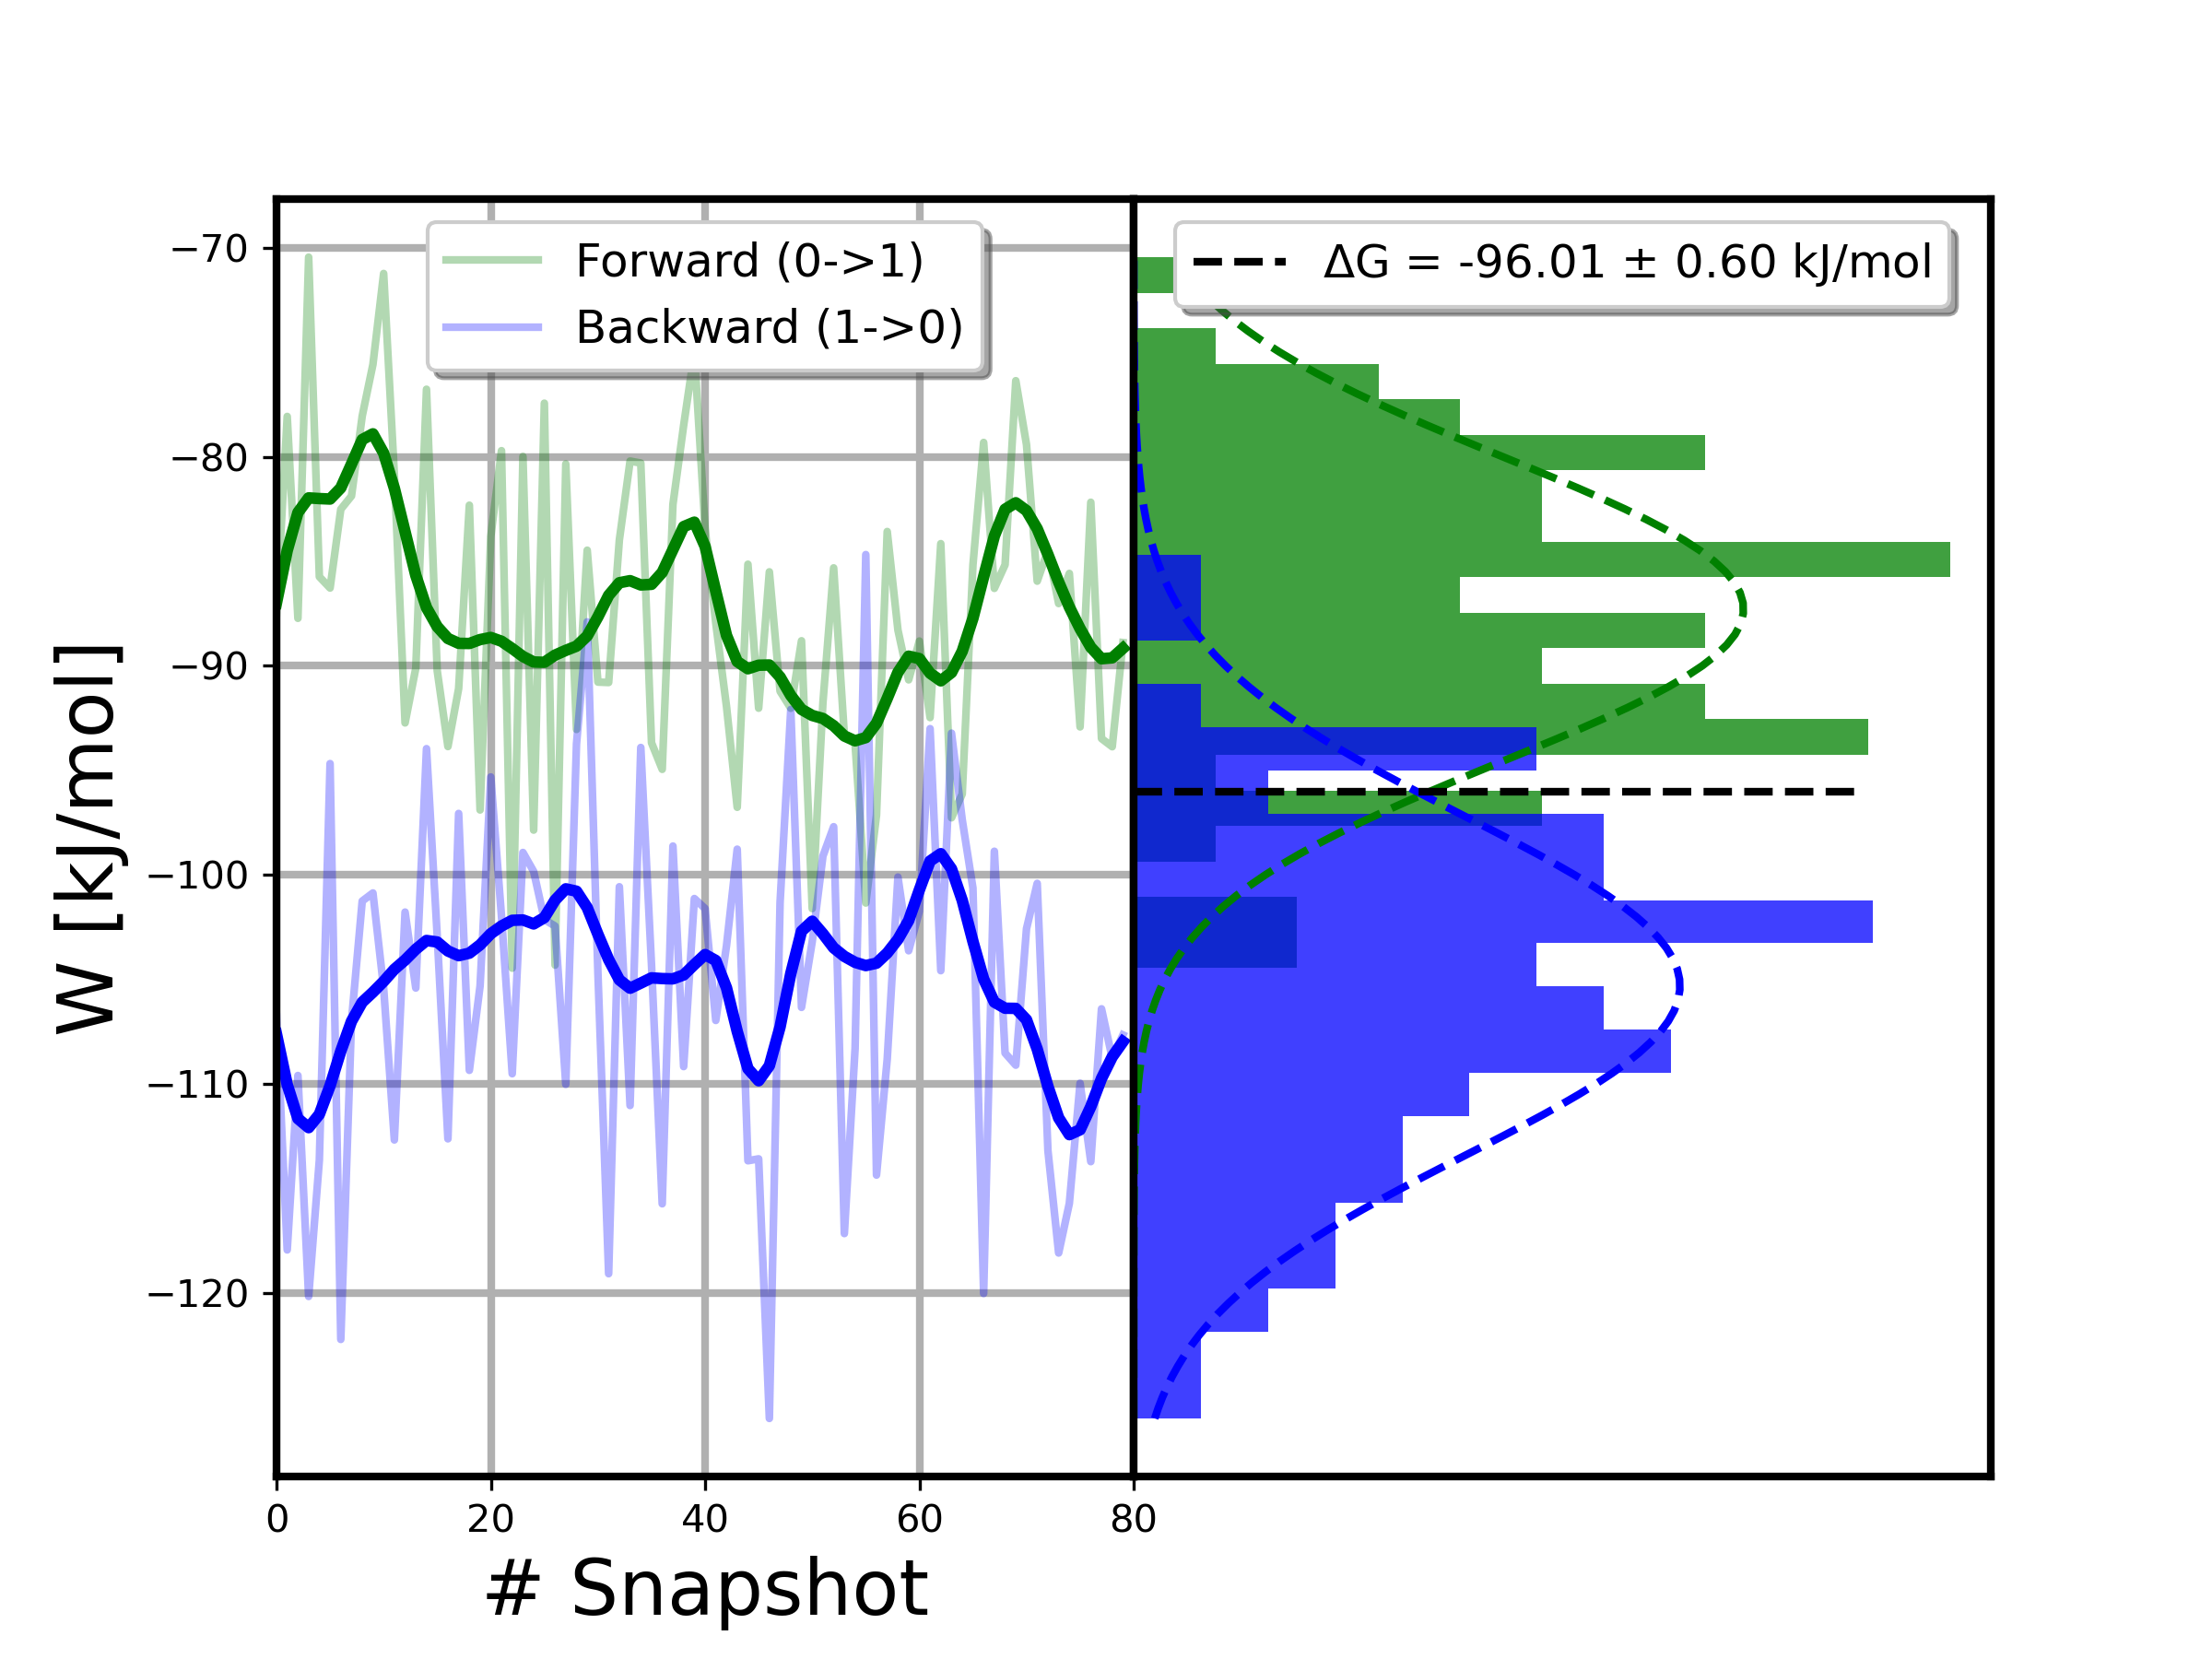 Forward (0->1)
Backward (1->0)
ΔG = -96.01 ± 0.60 kJ/mol
−70
−80
−90
−100
−110
−120
W [kJ/mol]
0 20 40 60 80
# Snapshot